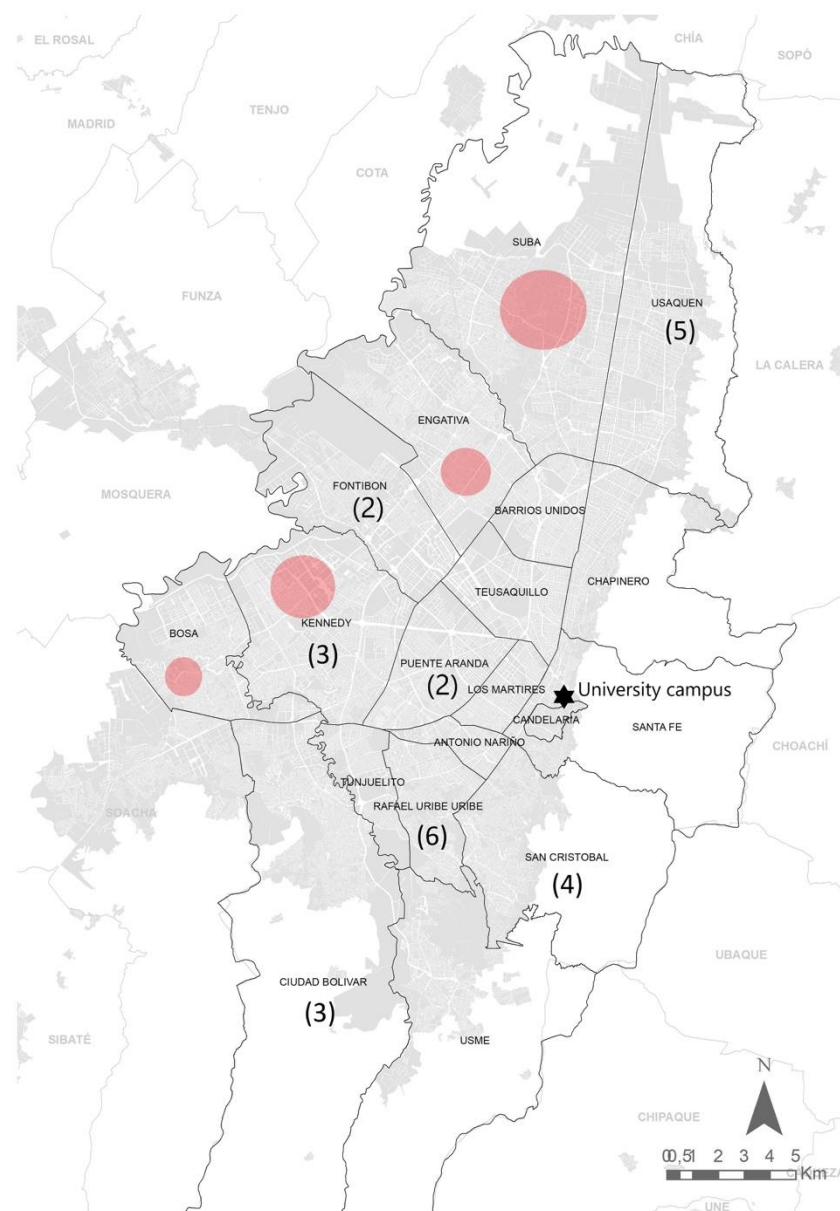 EL ROSAL
CHÍA
SOPÓ
TENJO
MADRID
COTA
SUBA
FUNZA
USAQUEN
(5)
LA CALERA
ENGATIVA
FONTIBON
(2)
MOSQUERA
BARRIOS UNIDOS
TEUSAQUILLO
CHAPINERO
BOSA
KENNEDY
(3)
PUENTE ARANDA
(2)
LOS MARTIRES
University campus
CANDELARIA
SANTA FE
ANTONIO NARIÑO
CHOACHÍ
TUNJUELITO
SOACHA
RAFAEL URIBE URIBE
(6)
SAN CRISTOBAL
(4)
UBAQUE
CIUDAD BOLIVAR
(3)
SIBATÉ
USME
N
CHIPAQUE
0 0,5 1 2 3 4 5
Km
UNE